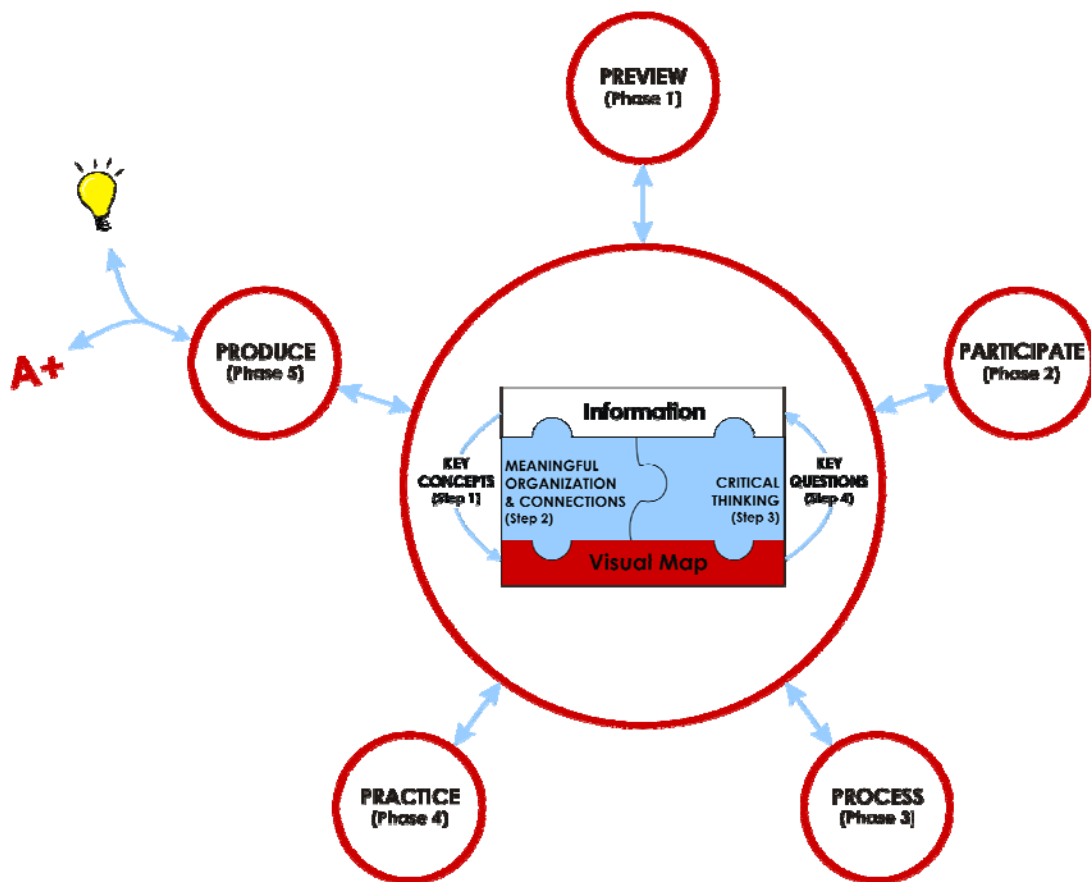 PREVIEW
(Phase 1)
PRODUCE
(Phase 5)
A+
PARTICIPATE
(Phase 2)
Information
KEY
CONCEPTS
(Step 1)
MEANINGFUL
ORGANIZATION
& CONNECTIONS
(Step 2)
CRITICAL
THINKING
(Step 3)
KEY
QUESTIONS
(Step 4)
Visual Map
PRACTICE
(Phase 4)
PROCESS
(Phase 3)